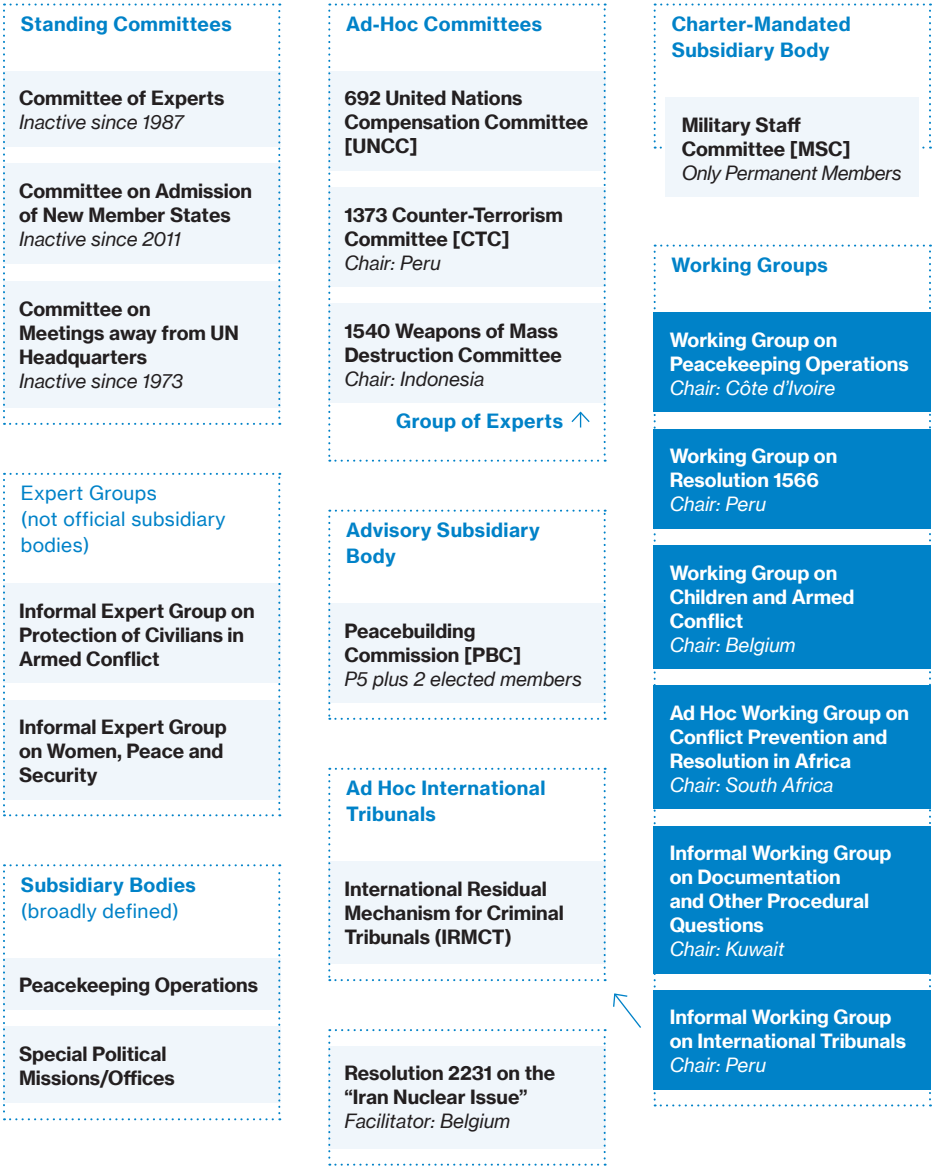 Standing Committees
Committee of Experts
Inactive since 1987
Committee on Admission
of New Member States
Inactive since 2011
Committee on
Meetings away from UN
Headquarters
Inactive since 1973
Expert Groups
(not official subsidiary
bodies)
Informal Expert Group on
Protection of Civilians in
Armed Conflict
Informal Expert Group
on Women, Peace and
Security
Subsidiary Bodies
(broadly defined)
Peacekeeping Operations
Special Political
Missions/Offices
Ad-Hoc Committees
692 United Nations
Compensation Committee
[UNCC]
1373 Counter-Terrorism
Committee [CTC]
Chair: Peru
1540 Weapons of Mass
Destruction Committee
Chair: Indonesia
Group of Experts ↑
Advisory Subsidiary
Body
Peacebuilding
Commission [PBC]
P5 plus 2 elected members
Ad Hoc International
Tribunals
International Residual
Mechanism for Criminal
Tribunals (IRMCT)
Resolution 2231 on the
“Iran Nuclear Issue”
Facilitator: Belgium
Charter-Mandated
Subsidiary Body
Military Staff
Committee [MSC]
Only Permanent Members
Working Groups
Working Group on
Peacekeeping Operations
Chair: Côte d’Ivoire
Working Group on
Resolution 1566
Chair: Peru
Working Group on
Children and Armed
Conflict
Chair: Belgium
Ad Hoc Working Group on
Conflict Prevention and
Resolution in Africa
Chair: South Africa
Informal Working Group
on Documentation
and Other Procedural
Questions
Chair: Kuwait
Informal Working Group
on International Tribunals
Chair: Peru